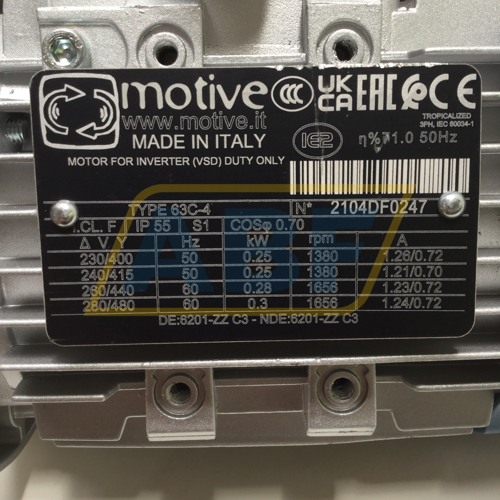 motive CCC UK CA EAC CE
www.motive.it
TROPICALIZED
3PH, IEC 60034-1
MADE IN ITALY IE2 η%71.0 50Hz
MOTOR FOR INVERTER (VSD) DUTY ONLY
TYPE 63C-4 N° 2104DF0247
I.CL. F IP 55 S1 COSφ 0.70
Δ V Y Hz kW rpm A
230/400 50 0.25 1380 1.26/0.72
240/415 50 0.25 1380 1.21/0.70
260/440 60 0.28 1656 1.23/0.72
280/480 60 0.3 1656 1.24/0.72
DE:6201-ZZ C3 - NDE:6201-ZZ C3
ABF